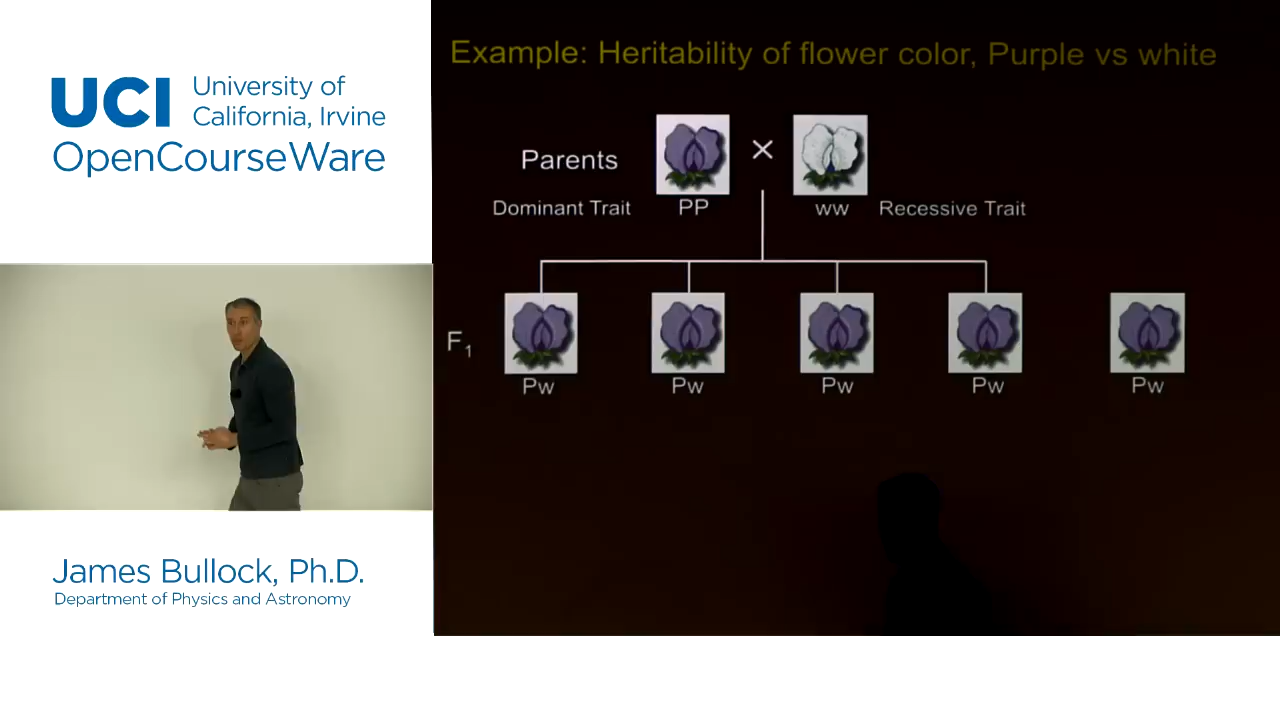 UCI University of
California, Irvine
OpenCourseWare
Example: Heritability of flower color, Purple vs white
Parents
×
Dominant Trait PP ww Recessive Trait
F1
Pw Pw Pw Pw Pw
James Bullock, Ph.D.
Department of Physics and Astronomy